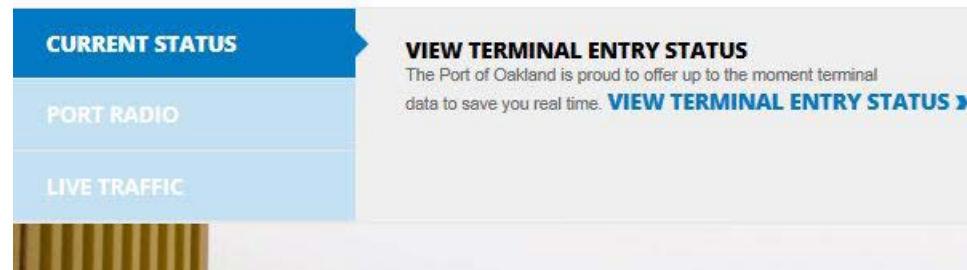 CURRENT STATUS
PORT RADIO
LIVE TRAFFIC
VIEW TERMINAL ENTRY STATUS
The Port of Oakland is proud to offer up to the moment terminal
data to save you real time. VIEW TERMINAL ENTRY STATUS »